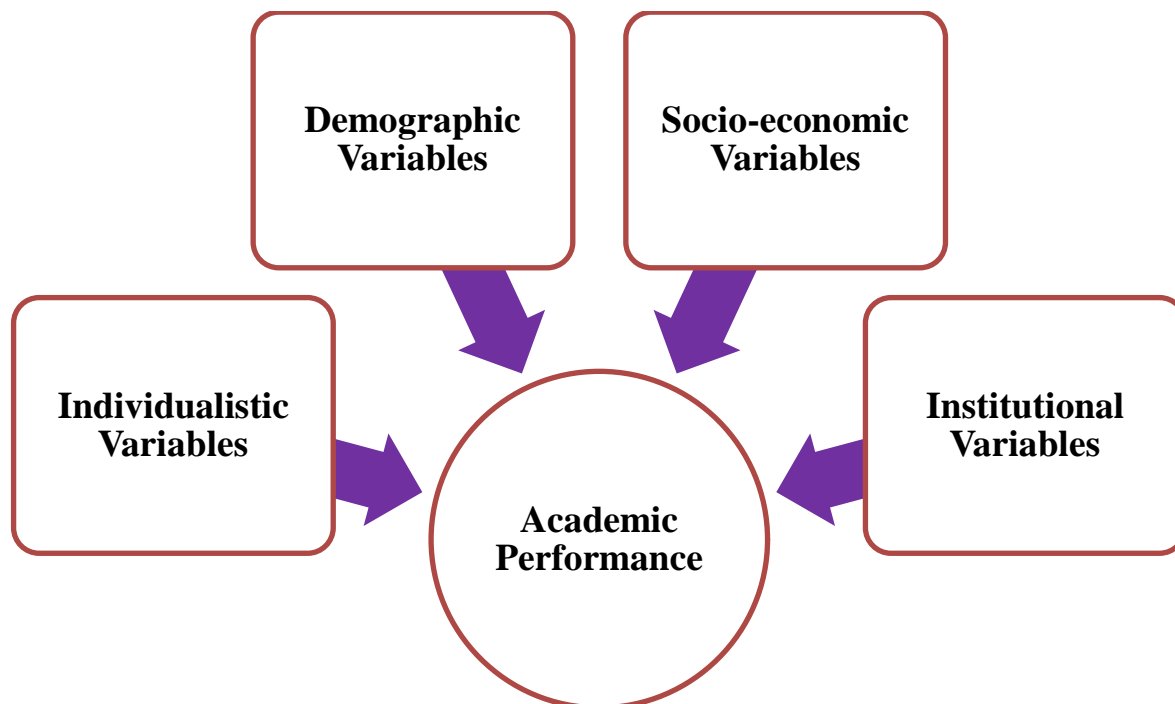 Demographic
Variables
Socio-economic
Variables
Individualistic
Variables
Institutional
Variables
Academic
Performance